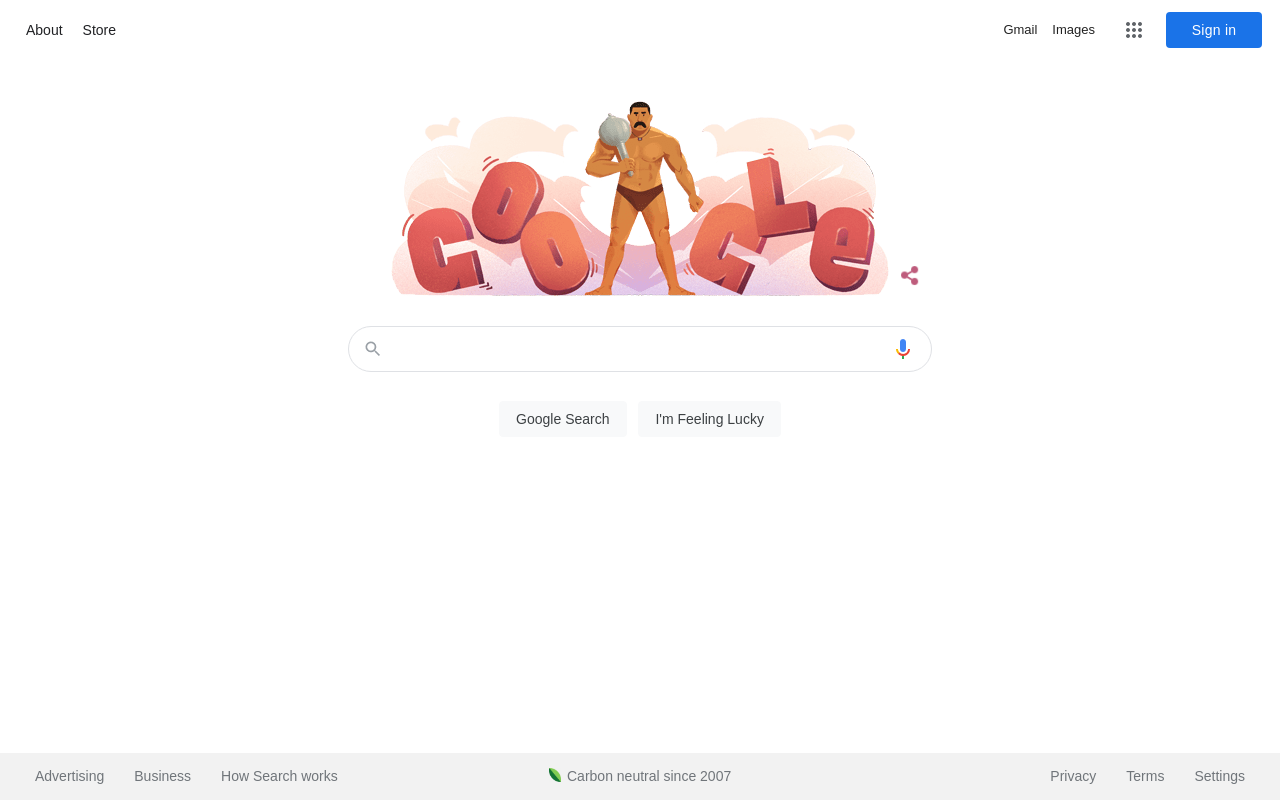 About Store
Gmail Images Sign in
GOOGLE
Google Search I'm Feeling Lucky
Advertising Business How Search works
Carbon neutral since 2007
Privacy Terms Settings